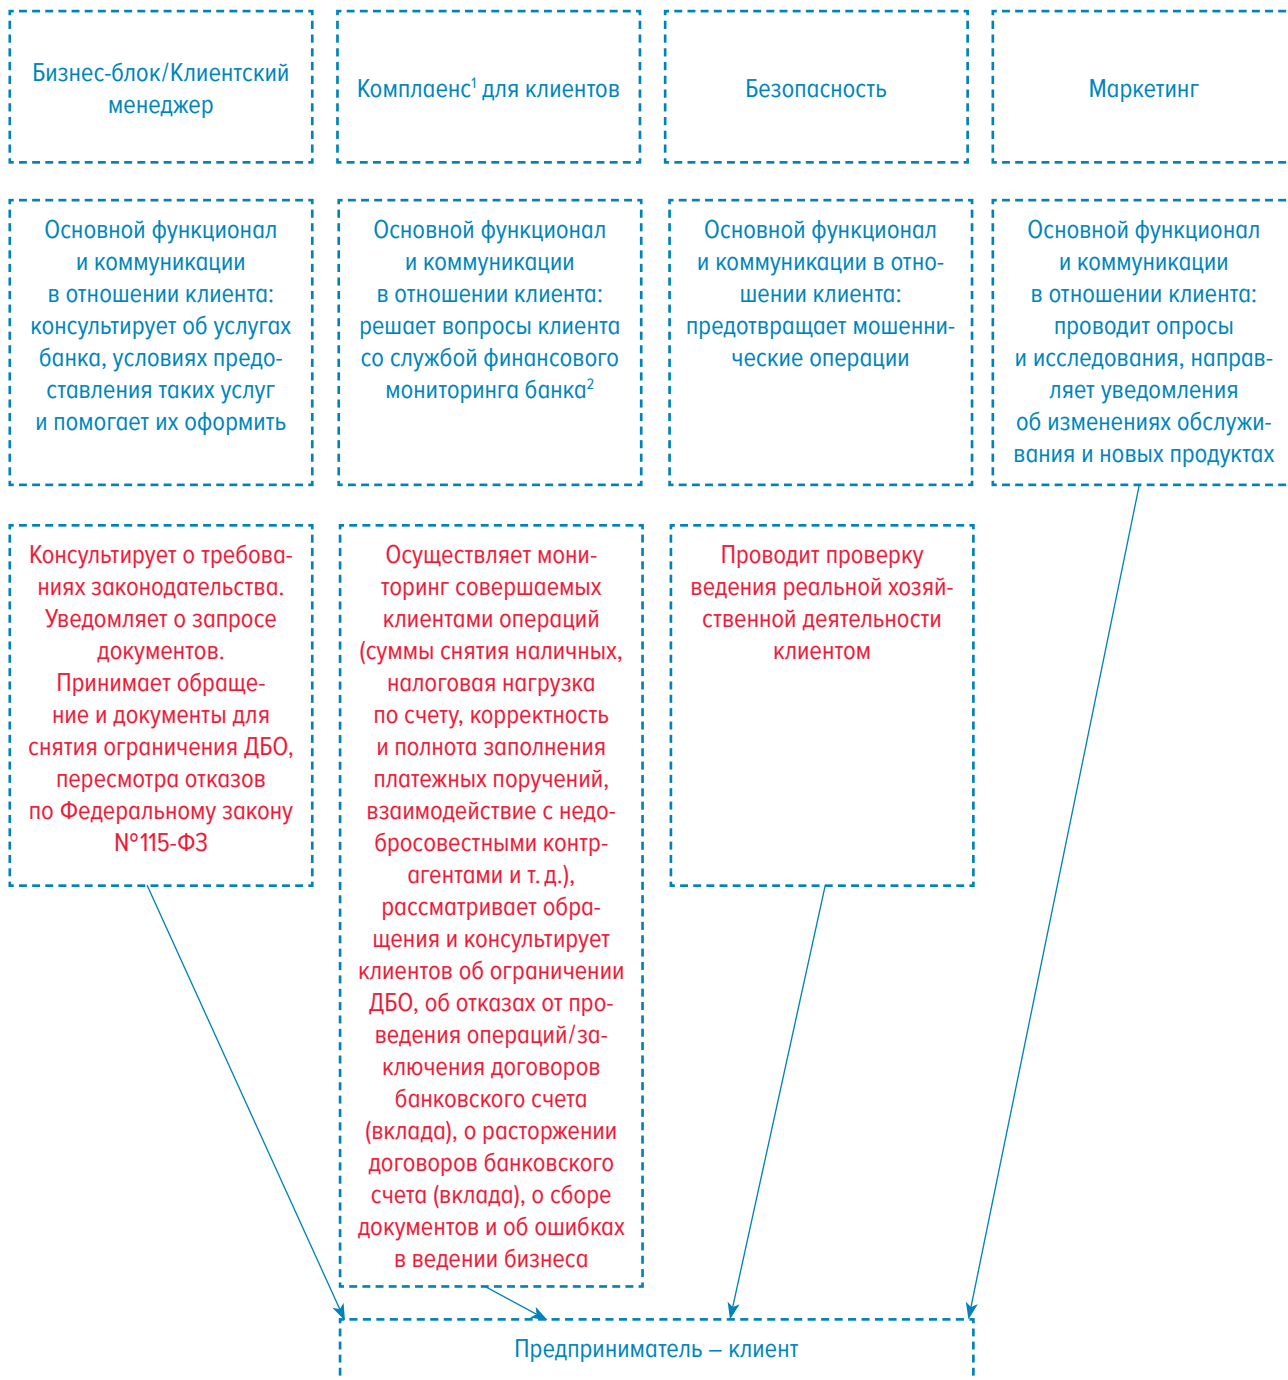 Бизнес-блок/Клиентский
менеджер
Комплаенс¹ для клиентов
Безопасность
Маркетинг
Основной функционал
и коммуникации
в отношении клиента:
консультирует об услугах
банка, условиях предо-
ставления таких услуг
и помогает их оформить
Основной функционал
и коммуникации
в отношении клиента:
решает вопросы клиента
со службой финансового
мониторинга банка²
Основной функционал
и коммуникации в отно-
шении клиента:
предотвращает мошенни-
ческие операции
Основной функционал
и коммуникации
в отношении клиента:
проводит опросы
и исследования, направ-
ляет уведомления
об изменениях обслужи-
вания и новых продуктах
Консультирует о требова-
ниях законодательства.
Уведомляет о запросе
документов.
Принимает обраще-
ние и документы для
снятия ограничения ДБО,
пересмотра отказов
по Федеральному закону
№115-ФЗ
Осуществляет мони-
торинг совершаемых
клиентами операций
(суммы снятия наличных,
налоговая нагрузка
по счету, корректность
и полнота заполнения
платежных поручений,
взаимодействие с недо-
бросовестными контр-
агентами и т. д.),
рассматривает обра-
щения и консультирует
клиентов об ограничении
ДБО, об отказах от про-
ведения операций/за-
ключения договоров
банковского счета
(вклада), о расторжении
договоров банковского
счета (вклада), о сборе
документов и об ошибках
в ведении бизнеса
Проводит проверку
ведения реальной хозяй-
ственной деятельности
клиентом
Предприниматель – клиент